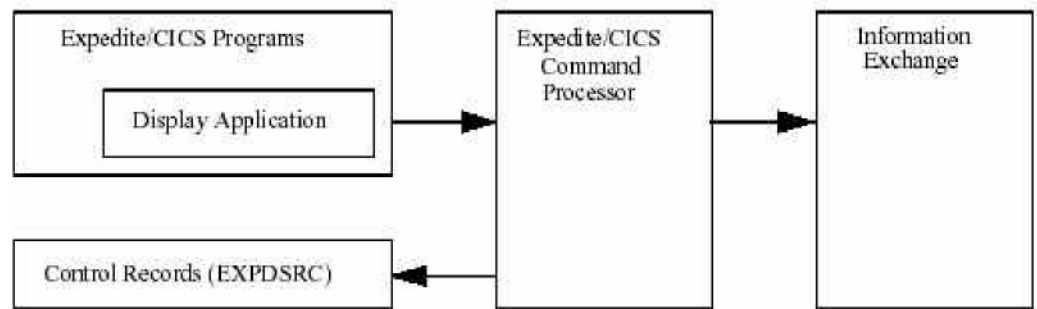 Expedite/CICS Programs
Display Application
Expedite/CICS
Command
Processor
Information
Exchange
Control Records (EXPDSRC)